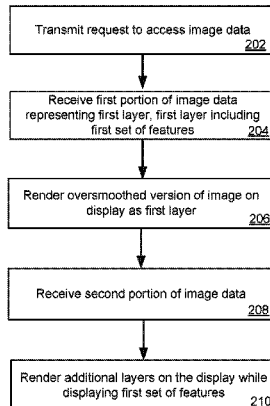 Transmit request to access image data
202
Receive first portion of image data
representing first layer, first layer including
first set of features
204
Render oversmoothed version of image on
display as first layer
206
Receive second portion of image data
208
Render additional layers on the display while
displaying first set of features
210